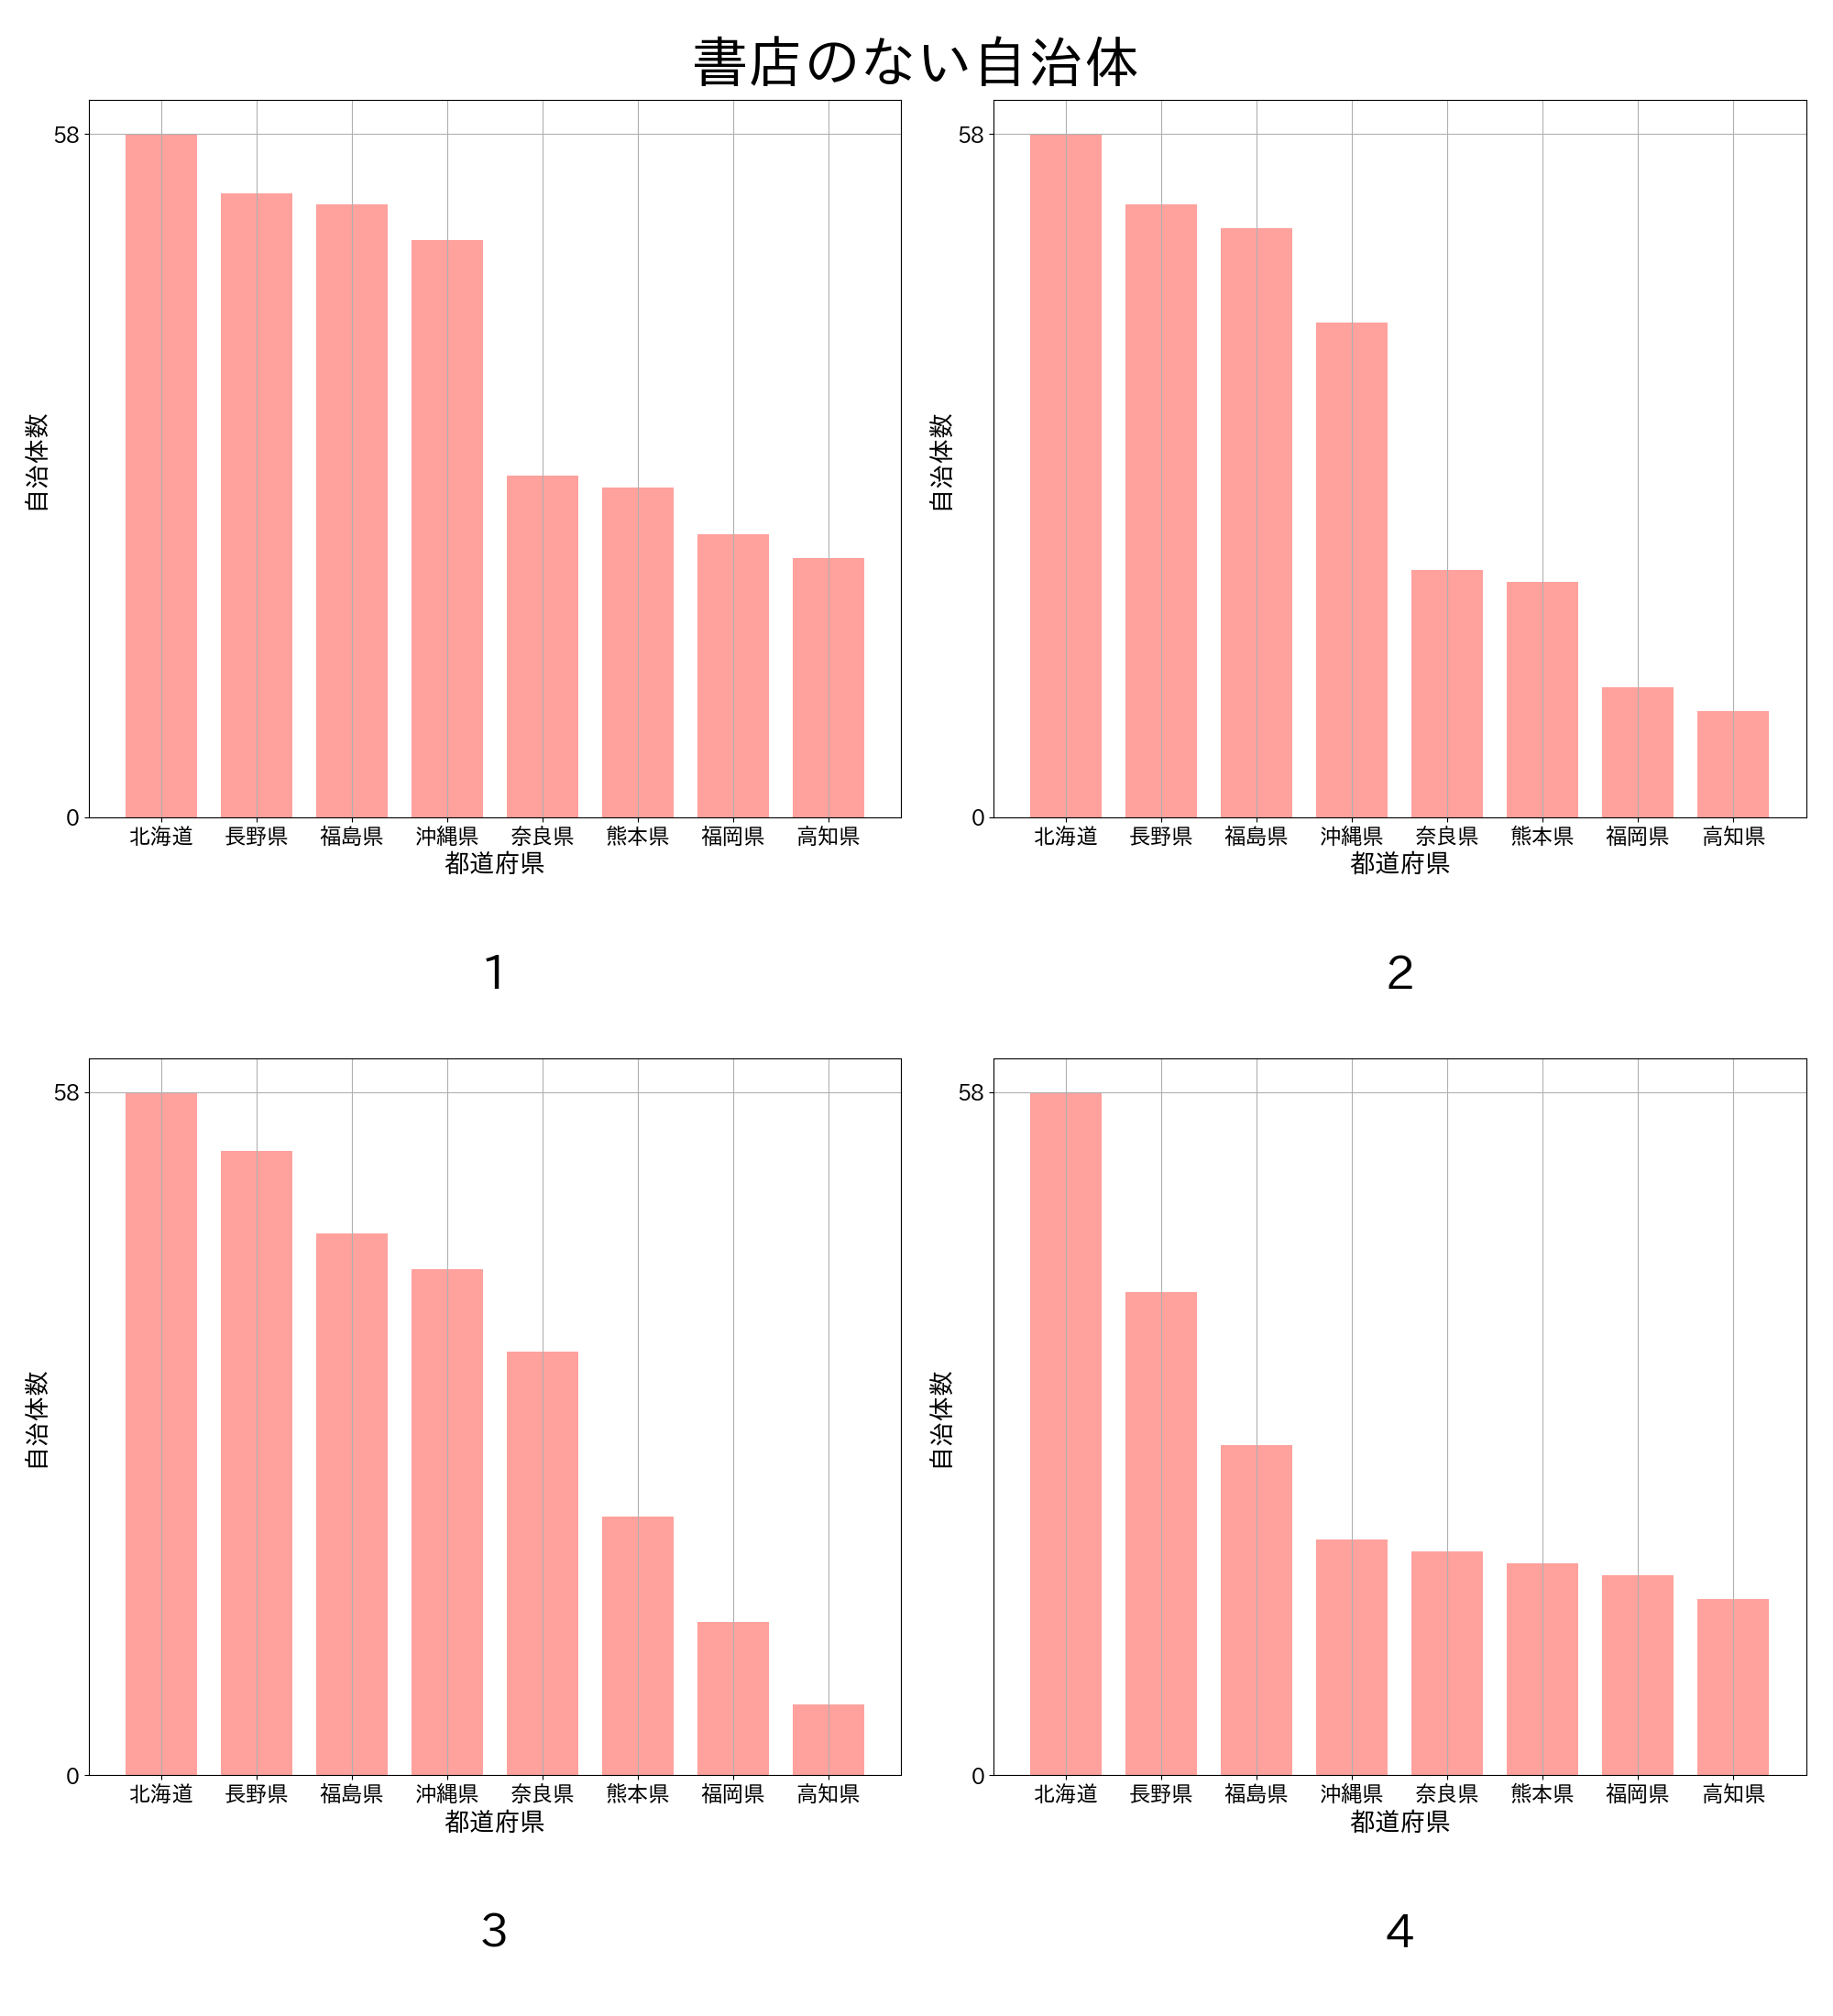 書店のない自治体
58
0
自治体数
北海道 長野県 福島県 沖縄県 奈良県 熊本県 福岡県 高知県
都道府県
1
58
0
自治体数
北海道 長野県 福島県 沖縄県 奈良県 熊本県 福岡県 高知県
都道府県
2
58
0
自治体数
北海道 長野県 福島県 沖縄県 奈良県 熊本県 福岡県 高知県
都道府県
3
58
0
自治体数
北海道 長野県 福島県 沖縄県 奈良県 熊本県 福岡県 高知県
都道府県
4